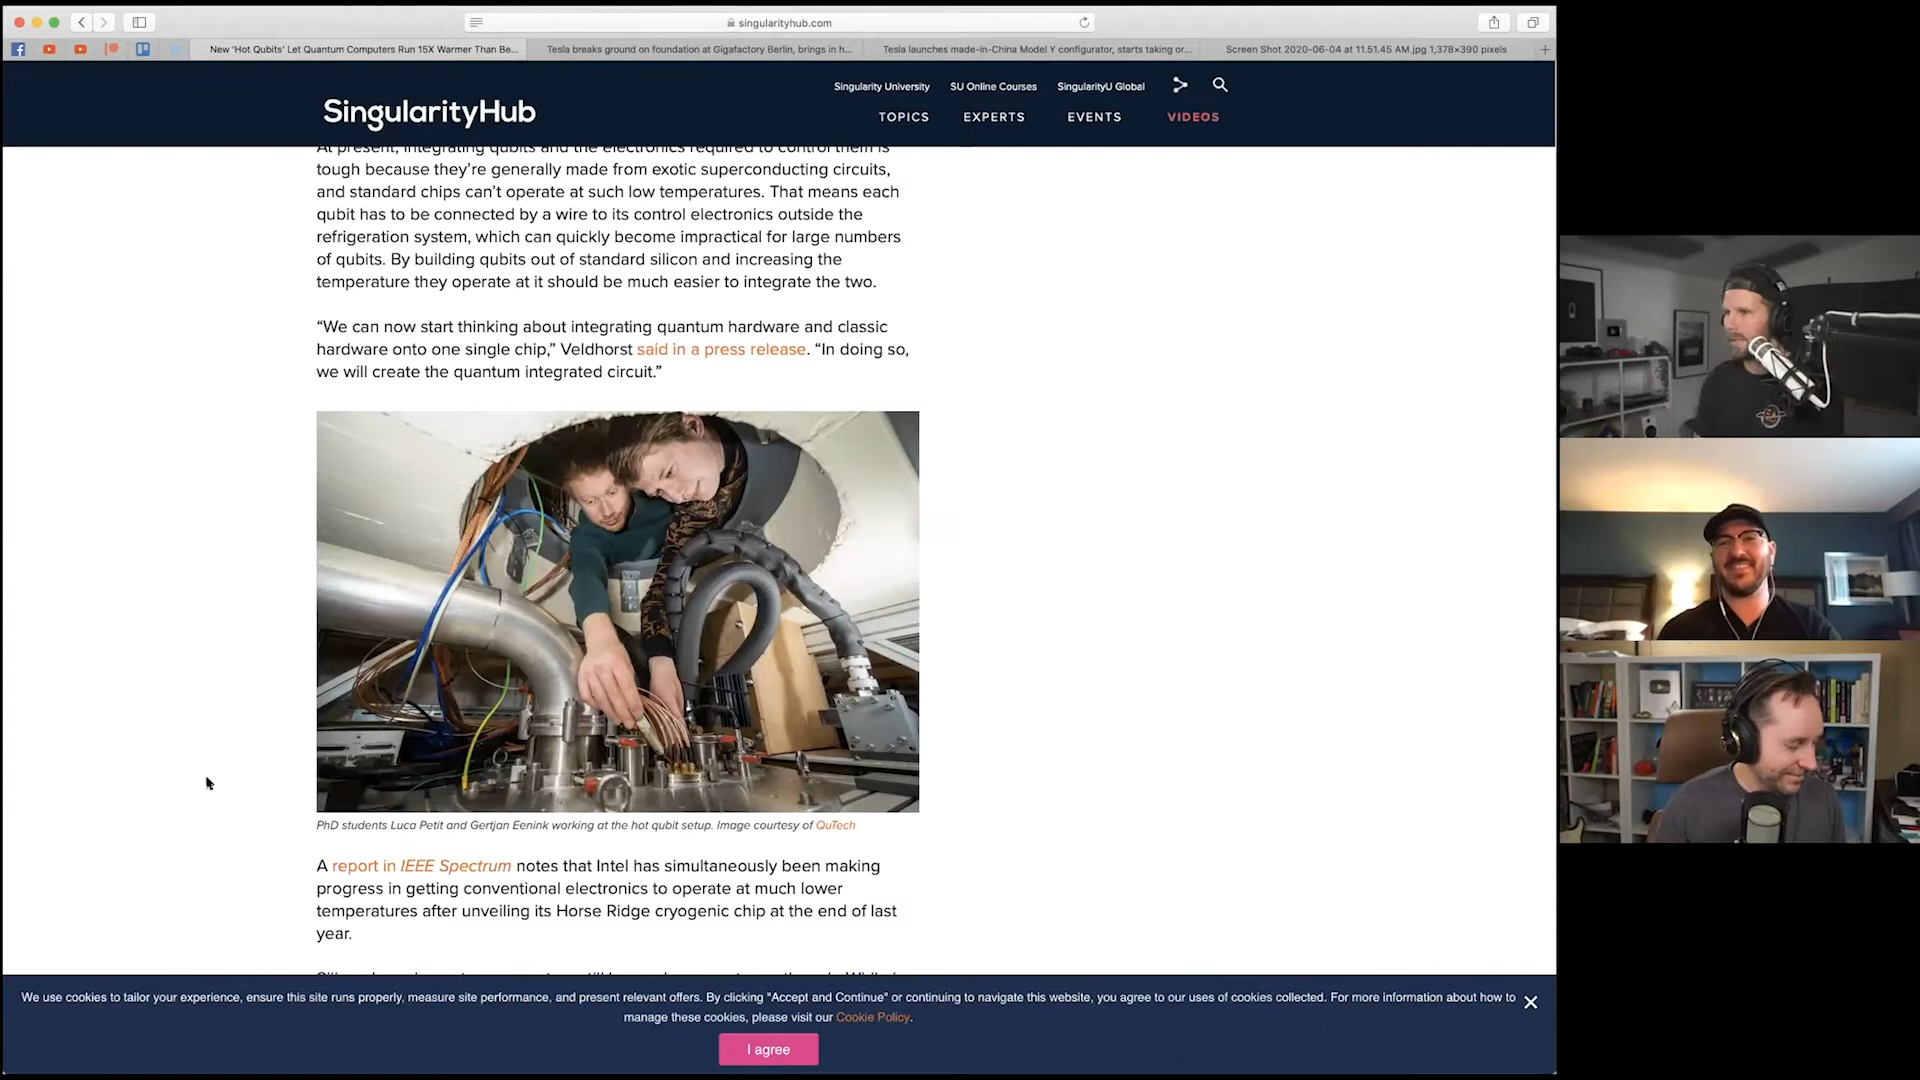 singularityhub.com
New 'Hot Qubits' Let Quantum Computers Run 15X Warmer Than Be...
Tesla breaks ground on foundation at Gigafactory Berlin, brings in h...
Tesla launches made-in-China Model Y configurator, starts taking or...
Screen Shot 2020-06-04 at 11.51.45 AM.jpg 1,378×390 pixels
Singularity University
SU Online Courses
SingularityU Global
SingularityHub
TOPICS
EXPERTS
EVENTS
VIDEOS
At present, integrating qubits and the electronics required to control them is
tough because they're generally made from exotic superconducting circuits,
and standard chips can't operate at such low temperatures. That means each
qubit has to be connected by a wire to its control electronics outside the
refrigeration system, which can quickly become impractical for large numbers
of qubits. By building qubits out of standard silicon and increasing the
temperature they operate at it should be much easier to integrate the two.
“We can now start thinking about integrating quantum hardware and classic
hardware onto one single chip,” Veldhorst said in a press release. “In doing so,
we will create the quantum integrated circuit.”
PhD students Luca Petit and Gertjan Eenink working at the hot qubit setup. Image courtesy of QuTech
A report in IEEE Spectrum notes that Intel has simultaneously been making
progress in getting conventional electronics to operate at much lower
temperatures after unveiling its Horse Ridge cryogenic chip at the end of last
year.
We use cookies to tailor your experience, ensure this site runs properly, measure site performance, and present relevant offers. By clicking "Accept and Continue" or continuing to navigate this website, you agree to our uses of cookies collected. For more information about how to
manage these cookies, please visit our Cookie Policy.
I agree